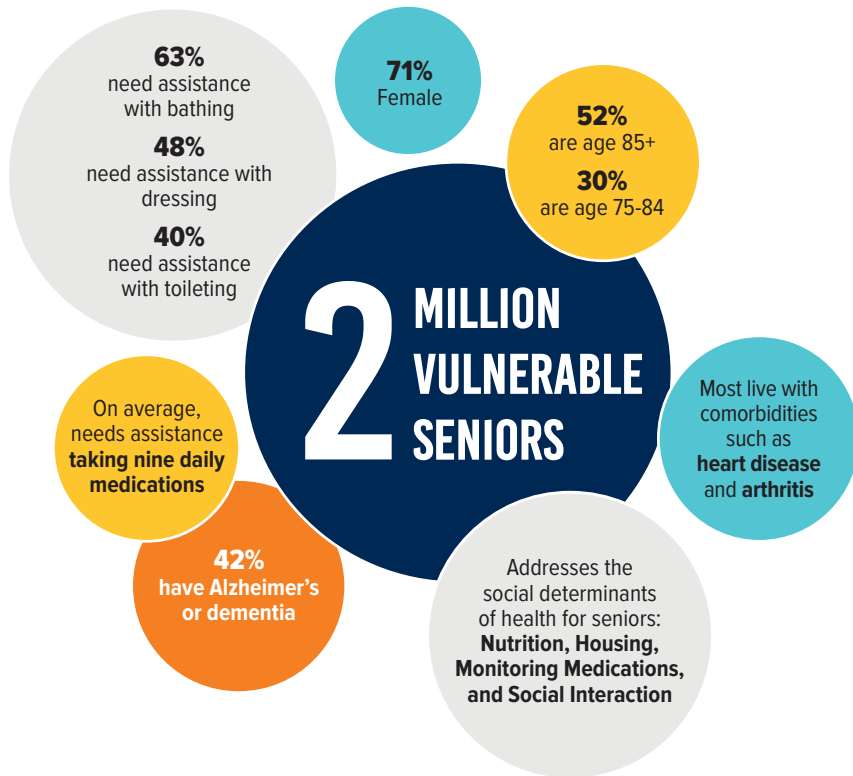 63%
need assistance
with bathing
48%
need assistance with
dressing
40%
need assistance
with toileting
71%
Female
52%
are age 85+
30%
are age 75-84
2 MILLION
VULNERABLE
SENIORS
On average,
needs assistance
taking nine daily
medications
Most live with
comorbidities
such as
heart disease
and arthritis
42%
have Alzheimer’s
or dementia
Addresses the
social determinants
of health for seniors:
Nutrition, Housing,
Monitoring Medications,
and Social Interaction